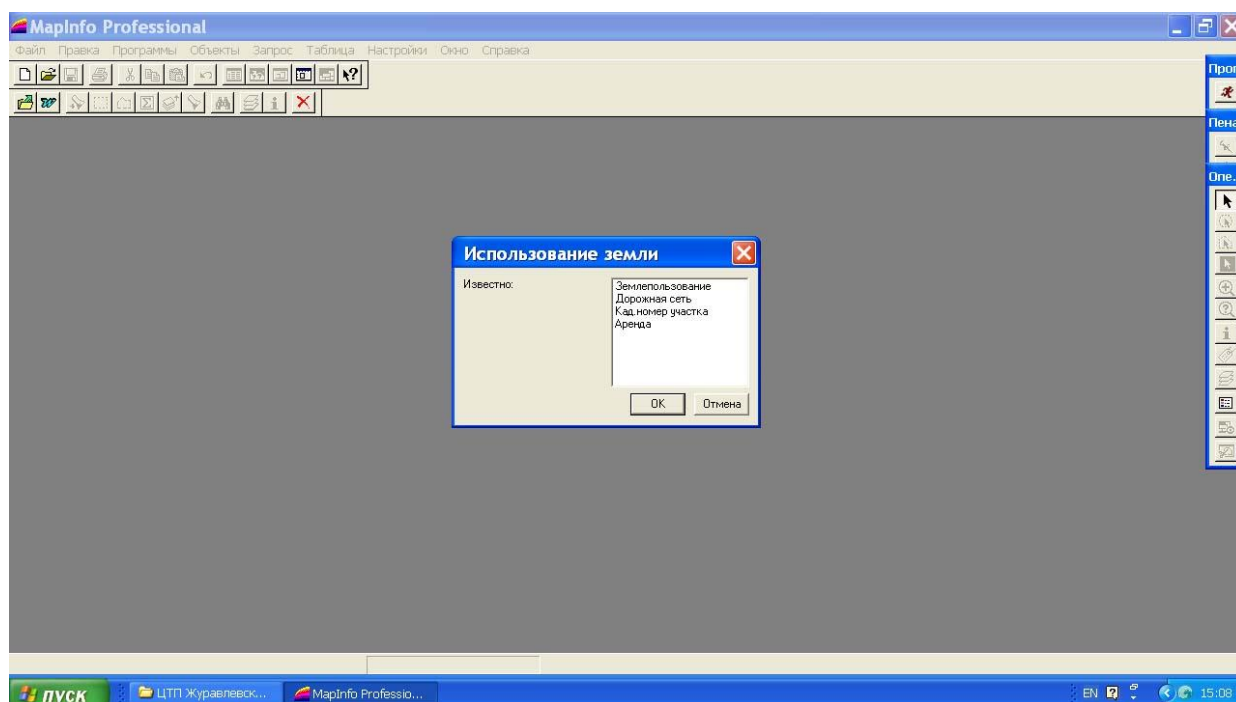 MapInfo Professional
Файл Правка Программы Объекты Запрос Таблица Настройки Окно Справка
Прог
Пена
Опе.
Использование земли
Известно:
Землепользование
Дорожная сеть
Кад.номер участка
Аренда
OK Отмена
пуск ЦТП Журавлевск... MapInfo Professio... EN 15:08